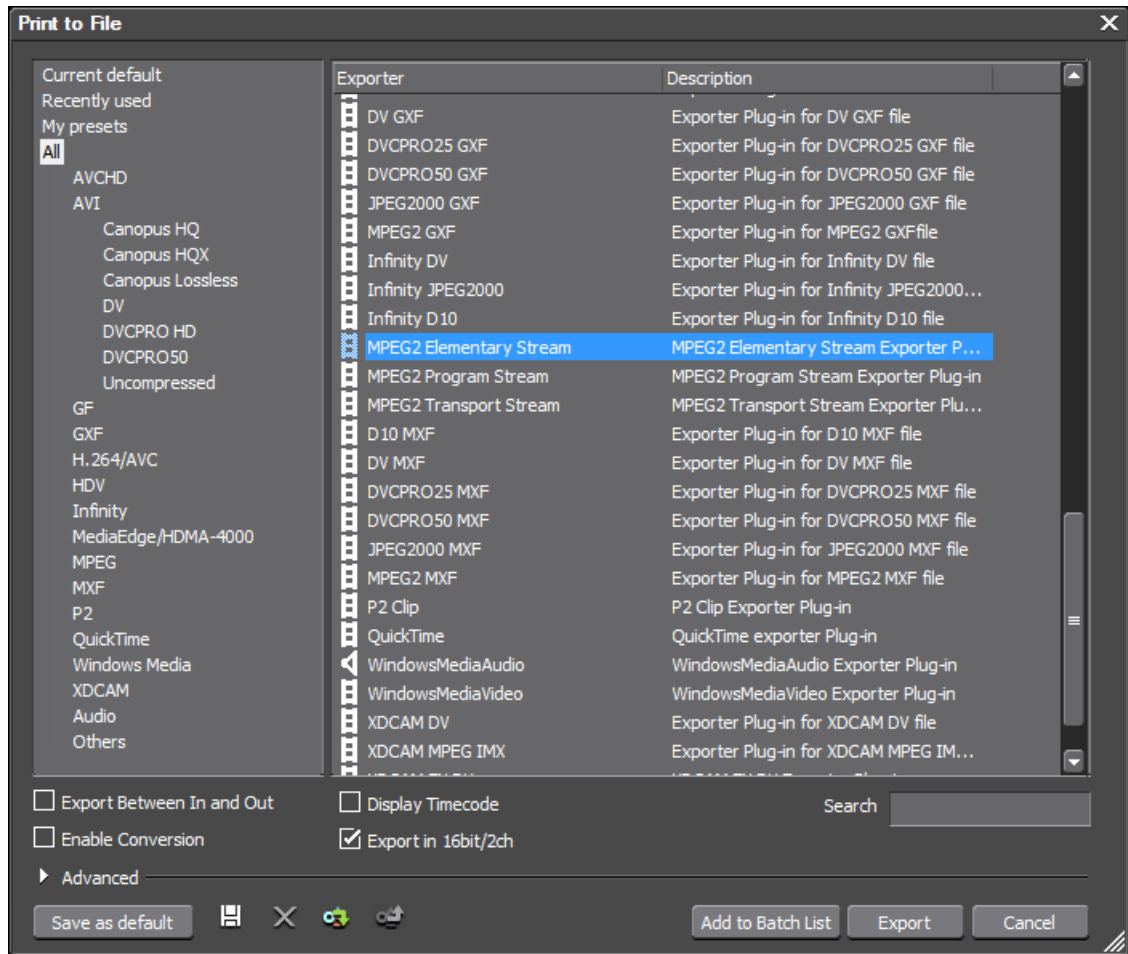 Print to File
Current default
Recently used
My presets
All
AVCHD
AVI
Canopus HQ
Canopus HQX
Canopus Lossless
DV
DVCPRO HD
DVCPRO50
Uncompressed
GF
GXF
H.264/AVC
HDV
Infinity
MediaEdge/HDMA-4000
MPEG
MXF
P2
QuickTime
Windows Media
XDCAM
Audio
Others
Exporter Description
DV GXF Exporter Plug-in for DV GXF file
DVCPRO25 GXF Exporter Plug-in for DVCPRO25 GXF file
DVCPRO50 GXF Exporter Plug-in for DVCPRO50 GXF file
JPEG2000 GXF Exporter Plug-in for JPEG2000 GXF file
MPEG2 GXF Exporter Plug-in for MPEG2 GXFfile
Infinity DV Exporter Plug-in for Infinity DV file
Infinity JPEG2000 Exporter Plug-in for Infinity JPEG2000...
Infinity D10 Exporter Plug-in for Infinity D10 file
MPEG2 Elementary Stream MPEG2 Elementary Stream Exporter P...
MPEG2 Program Stream MPEG2 Program Stream Exporter Plug-in
MPEG2 Transport Stream MPEG2 Transport Stream Exporter Plu...
D10 MXF Exporter Plug-in for D10 MXF file
DV MXF Exporter Plug-in for DV MXF file
DVCPRO25 MXF Exporter Plug-in for DVCPRO25 MXF file
DVCPRO50 MXF Exporter Plug-in for DVCPRO50 MXF file
JPEG2000 MXF Exporter Plug-in for JPEG2000 MXF file
MPEG2 MXF Exporter Plug-in for MPEG2 MXF file
P2 Clip P2 Clip Exporter Plug-in
QuickTime QuickTime exporter Plug-in
WindowsMediaAudio WindowsMediaAudio Exporter Plug-in
WindowsMediaVideo WindowsMediaVideo Exporter Plug-in
XDCAM DV Exporter Plug-in for XDCAM DV file
XDCAM MPEG IMX Exporter Plug-in for XDCAM MPEG IM...
Export Between In and Out Display Timecode Search
Enable Conversion Export in 16bit/2ch
Advanced
Save as default Add to Batch List Export Cancel